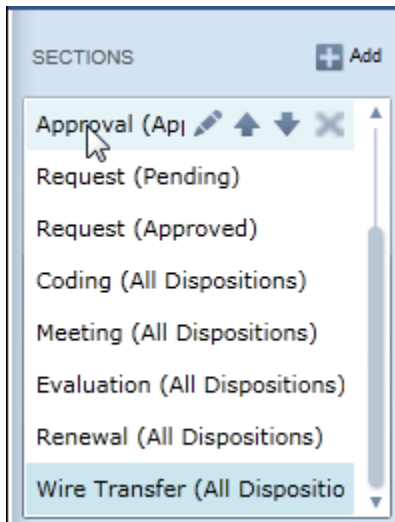 SECTIONS Add
Approval (Ap
Request (Pending)
Request (Approved)
Coding (All Dispositions)
Meeting (All Dispositions)
Evaluation (All Dispositions)
Renewal (All Dispositions)
Wire Transfer (All Dispositio